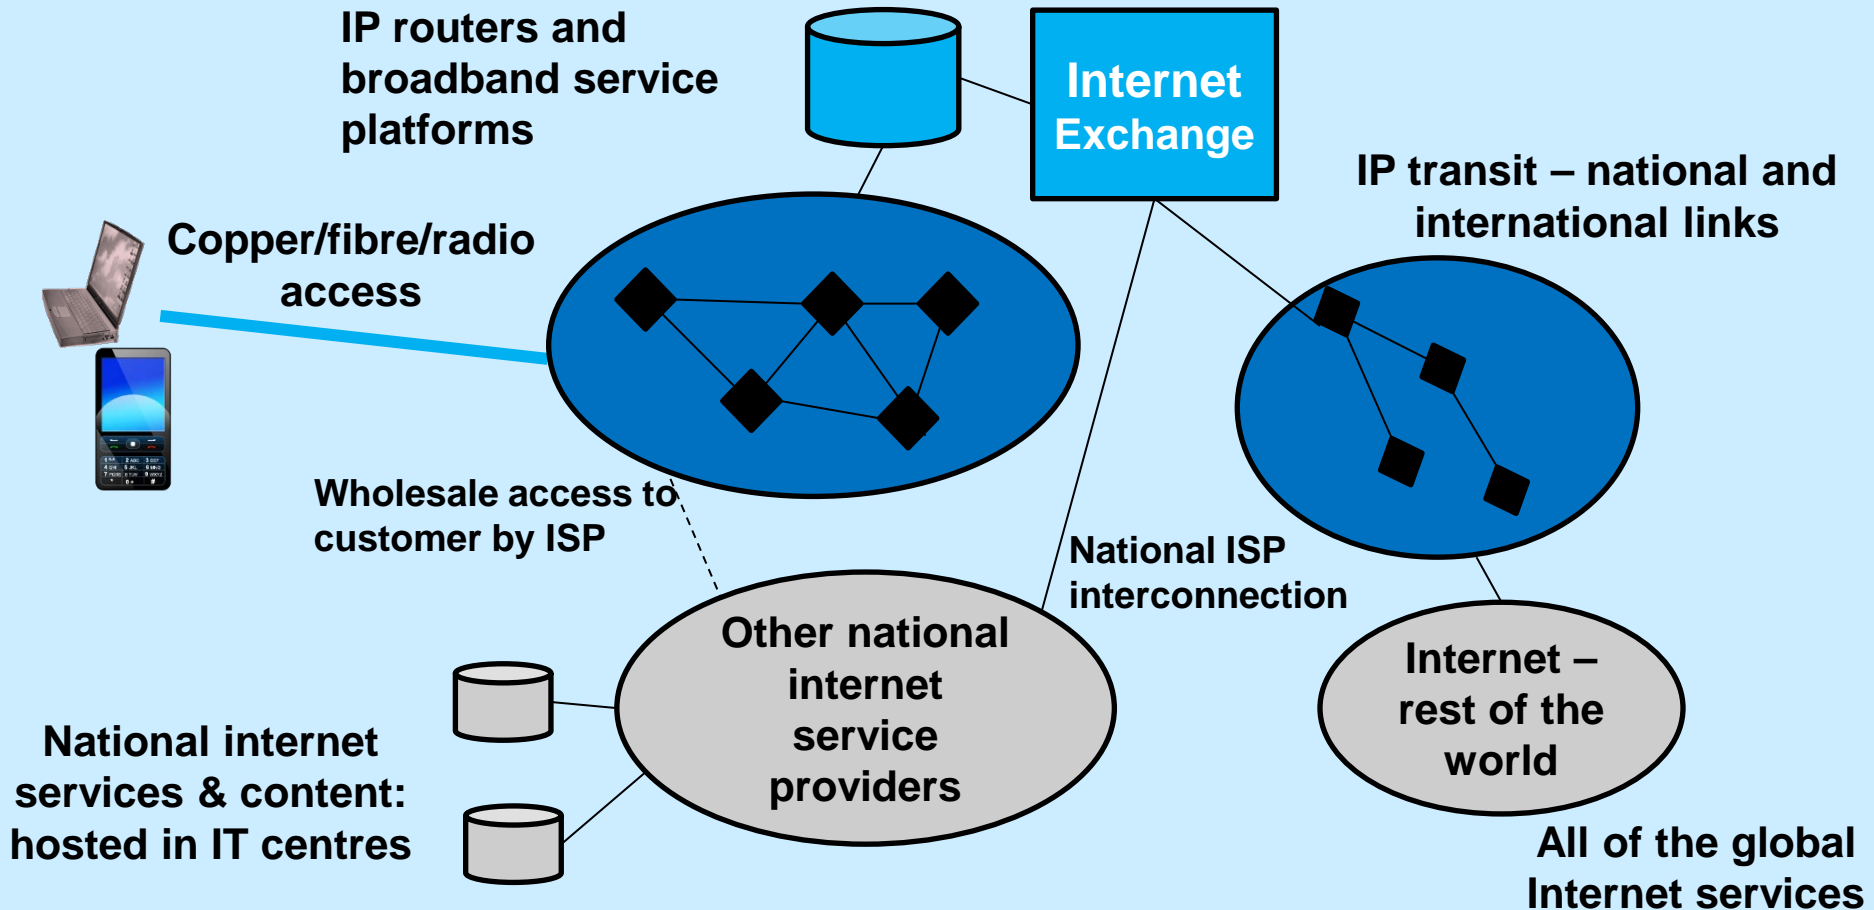 IP routers and
broadband service
platforms
Internet
Exchange
IP transit – national and
international links
Copper/fibre/radio
access
Wholesale access to
customer by ISP
National ISP
interconnection
Other national
internet
service
providers
Internet –
rest of the
world
National internet
services & content:
hosted in IT centres
All of the global
Internet services